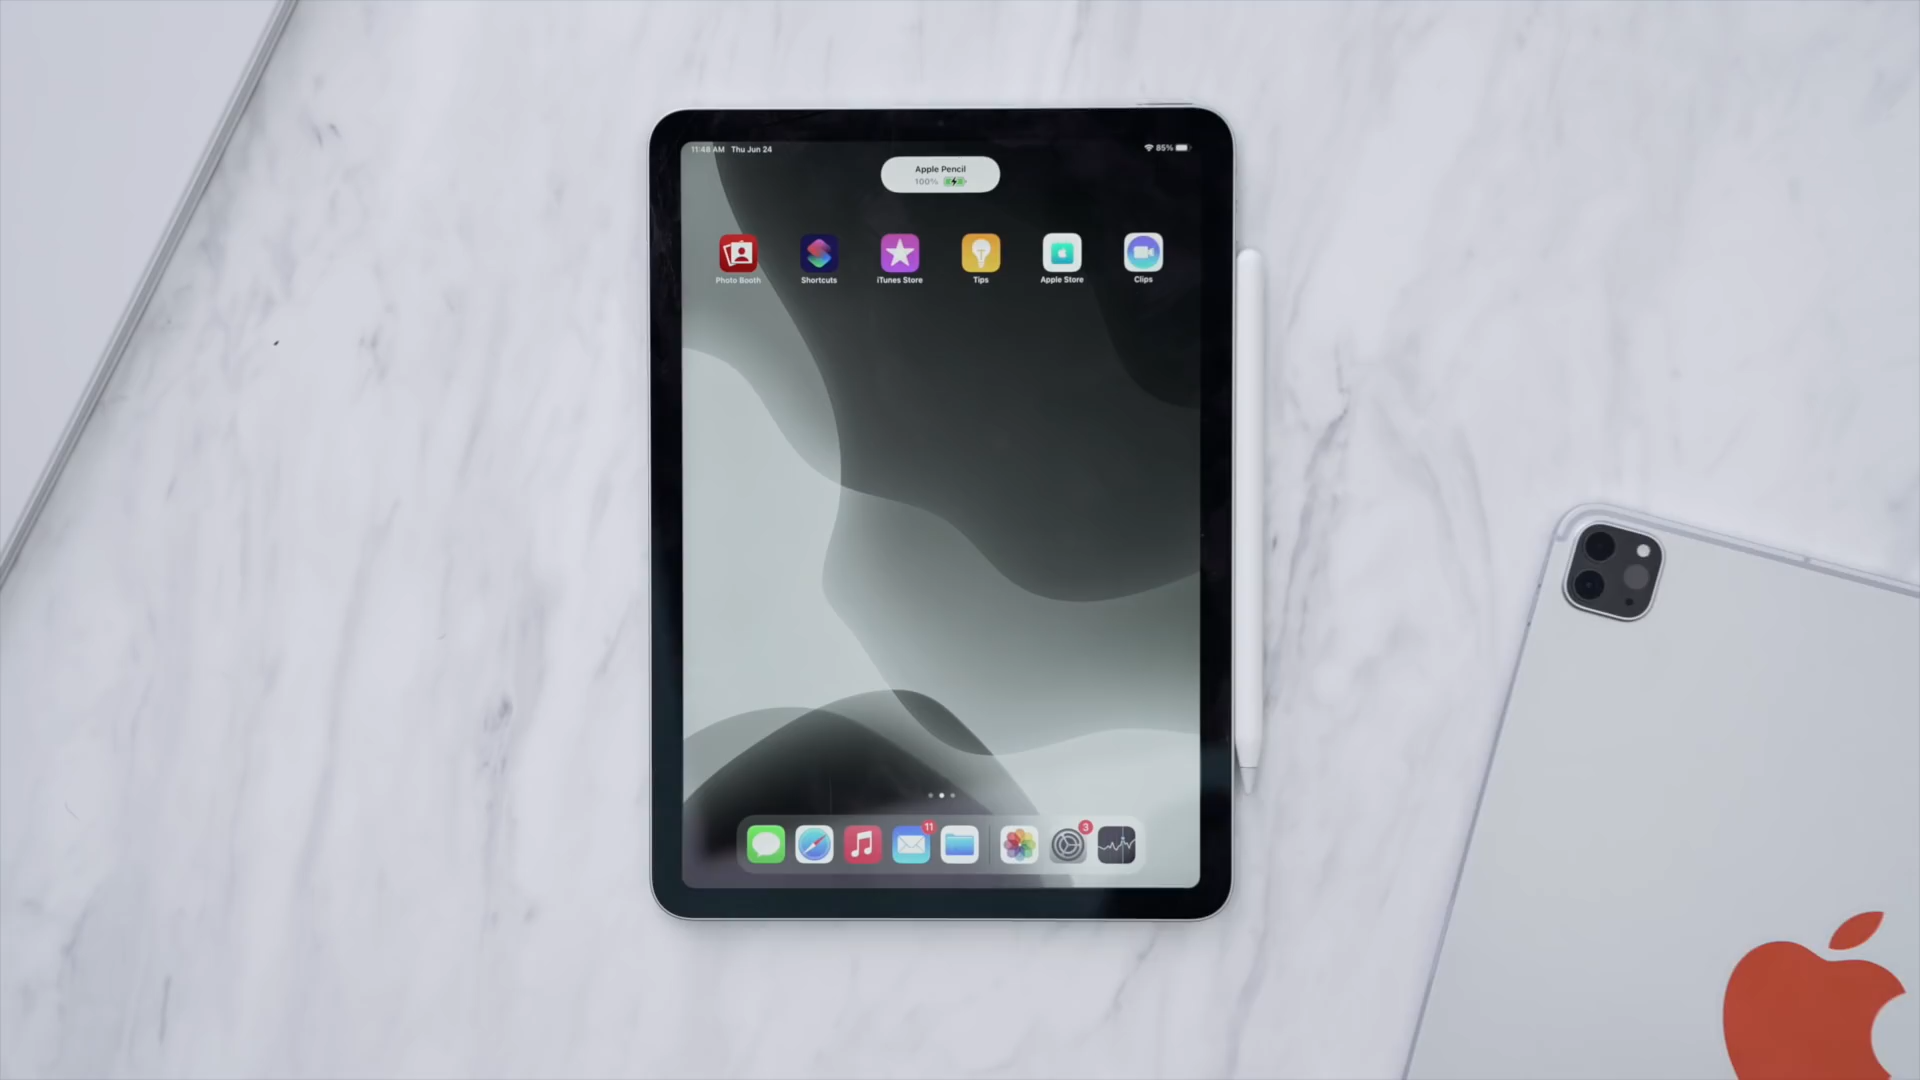 11:48 AM Thu Jun 24
85%
Apple Pencil
100%
Photo Booth
Shortcuts
iTunes Store
Tips
Apple Store
Clips
11
3